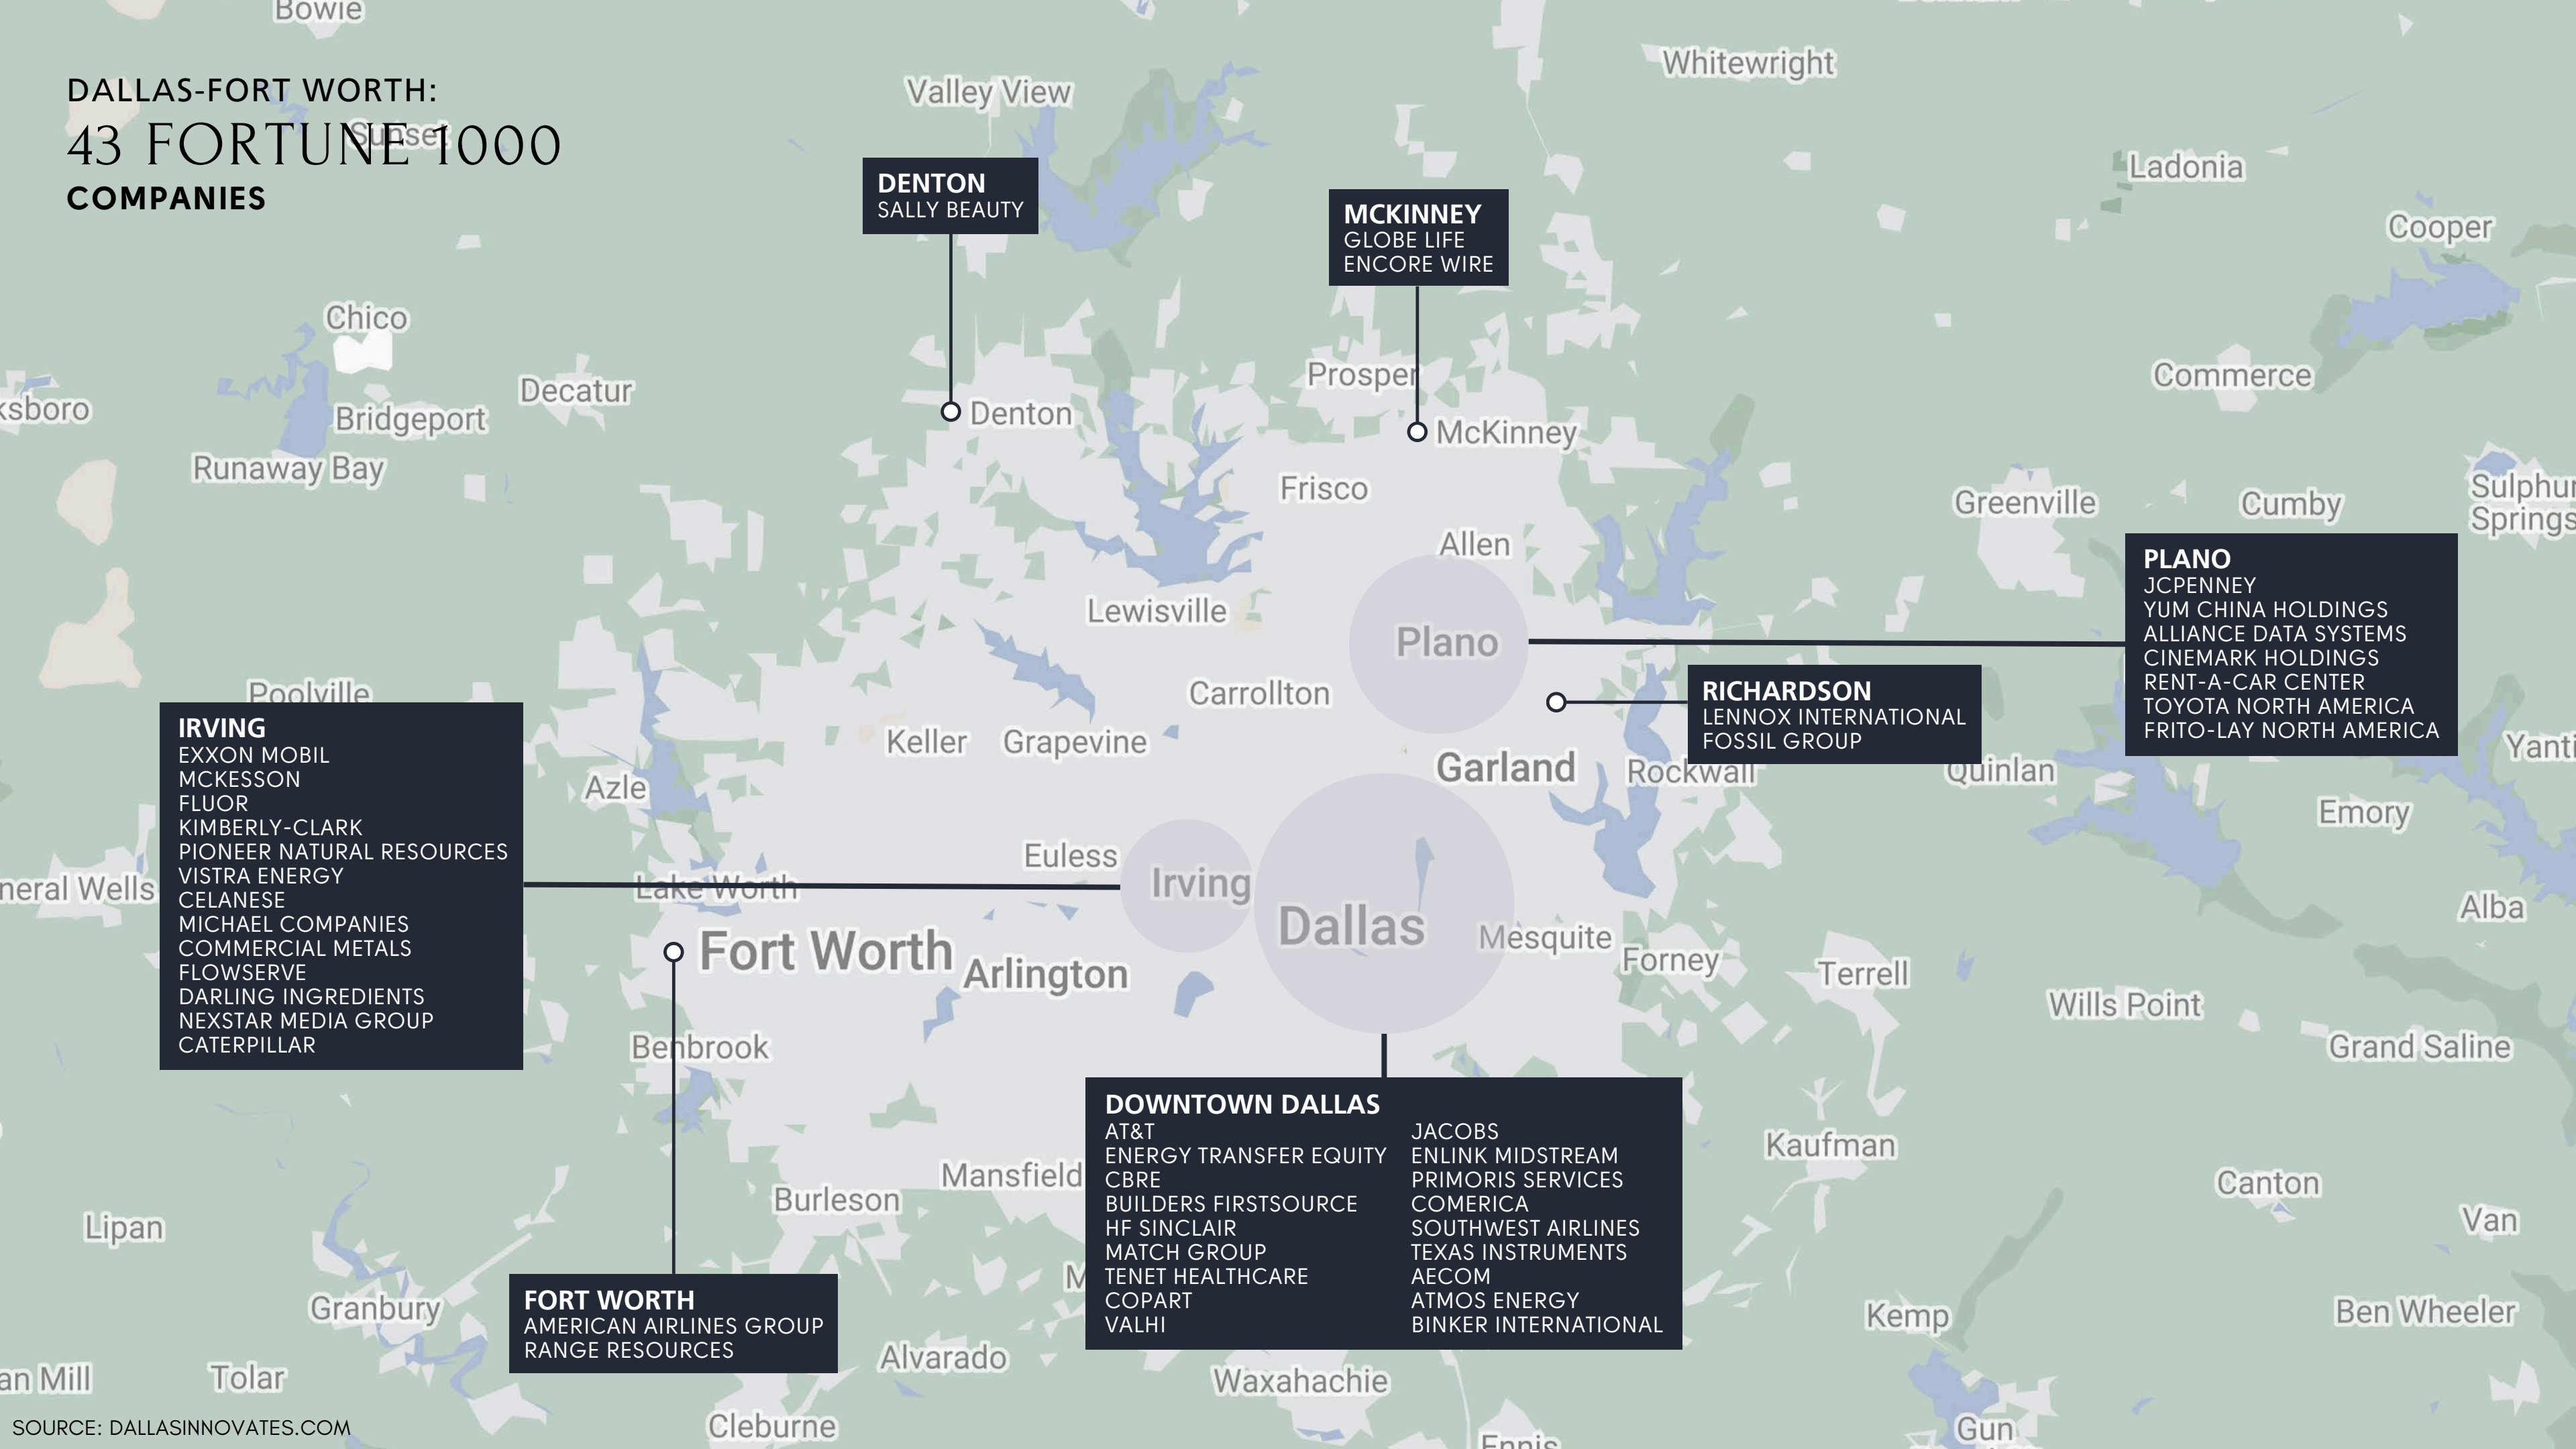 Bowie
DALLAS-FORT WORTH:
43 FORTUNE 1000
Sunset
COMPANIES
Valley View
Whitewright
Ladonia
Cooper
DENTON
SALLY BEAUTY
MCKINNEY
GLOBE LIFE
ENCORE WIRE
Chico
Decatur
Bridgeport
Runaway Bay
ksboro
Denton
Prosper
McKinney
Frisco
Allen
Commerce
Greenville
Cumby
Sulphur
Springs
Lewisville
Plano
Carrollton
Keller
Grapevine
Garland
Rockwall
Quinlan
Emory
Yanti
Poolville
PLANO
JCPENNEY
YUM CHINA HOLDINGS
ALLIANCE DATA SYSTEMS
CINEMARK HOLDINGS
RENT-A-CAR CENTER
TOYOTA NORTH AMERICA
FRITO-LAY NORTH AMERICA
RICHARDSON
LENNOX INTERNATIONAL
FOSSIL GROUP
IRVING
EXXON MOBIL
MCKESSON
FLUOR
KIMBERLY-CLARK
PIONEER NATURAL RESOURCES
VISTRA ENERGY
CELANESE
MICHAEL COMPANIES
COMMERCIAL METALS
FLOWSERVE
DARLING INGREDIENTS
NEXSTAR MEDIA GROUP
CATERPILLAR
Azle
Euless
neral Wells
Lake Worth
Irving
Dallas
Fort Worth
Arlington
Mesquite
Forney
Terrell
Alba
Wills Point
Grand Saline
Benbrook
DOWNTOWN DALLAS
AT&T
ENERGY TRANSFER EQUITY
CBRE
BUILDERS FIRSTSOURCE
HF SINCLAIR
MATCH GROUP
TENET HEALTHCARE
COPART
VALHI
JACOBS
ENLINK MIDSTREAM
PRIMORIS SERVICES
COMERICA
SOUTHWEST AIRLINES
TEXAS INSTRUMENTS
AECOM
ATMOS ENERGY
BINKER INTERNATIONAL
Mansfield
Burleson
Kaufman
Canton
Van
Lipan
Granbury
FORT WORTH
AMERICAN AIRLINES GROUP
RANGE RESOURCES
M
Kemp
Ben Wheeler
an Mill
Tolar
Alvarado
Waxahachie
Cleburne
Ennis
Gun
SOURCE: DALLASINNOVATES.COM